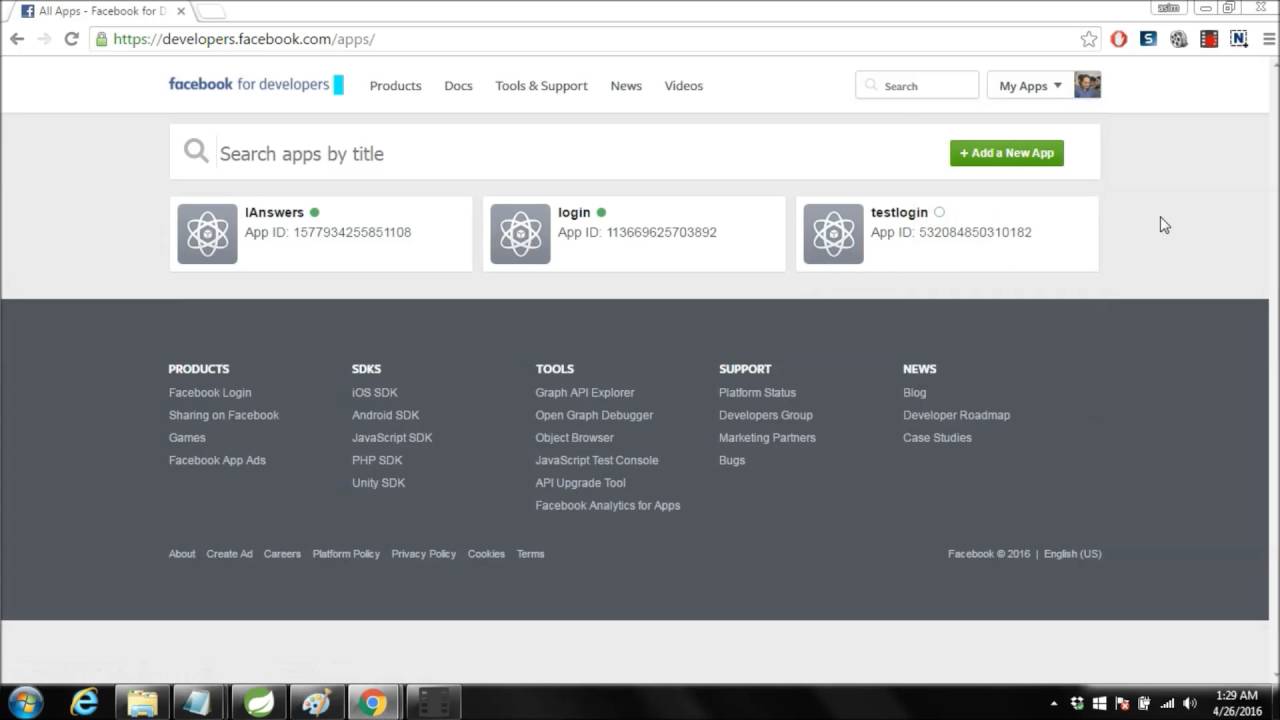 All Apps - Facebook for D
asim
https://developers.facebook.com/apps/
facebook for developers Products Docs Tools & Support News Videos Search My Apps
Search apps by title + Add a New App
IAnswers login testlogin
App ID: 1577934255851108 App ID: 113669625703892 App ID: 532084850310182
PRODUCTS SDKS TOOLS SUPPORT NEWS
Facebook Login iOS SDK Graph API Explorer Platform Status Blog
Sharing on Facebook Android SDK Open Graph Debugger Developers Group Developer Roadmap
Games JavaScript SDK Object Browser Marketing Partners Case Studies
Facebook App Ads PHP SDK JavaScript Test Console Bugs
Unity SDK API Upgrade Tool
Facebook Analytics for Apps
About Create Ad Careers Platform Policy Privacy Policy Cookies Terms Facebook © 2016 | English (US)
1:29 AM
4/26/2016